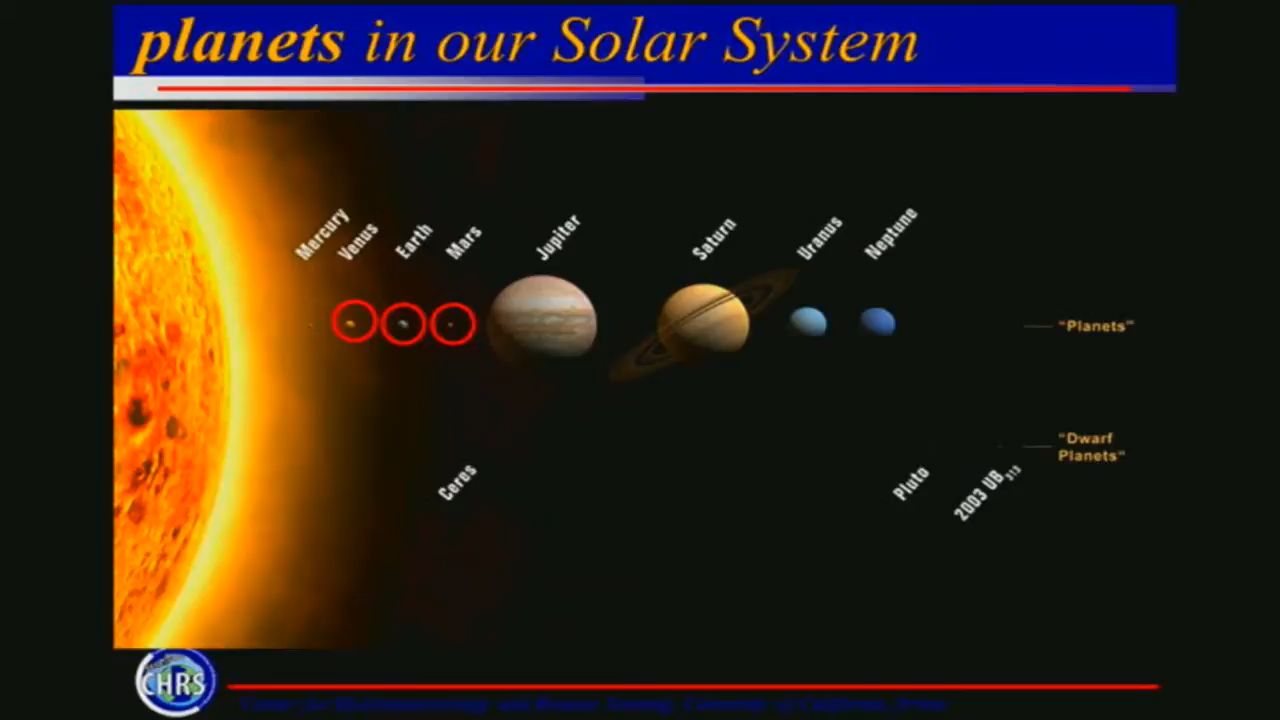 planets in our Solar System
Mercury
Venus
Earth
Mars
Jupiter
Saturn
Uranus
Neptune
"Planets"
"Dwarf
Planets"
Ceres
Pluto
2003 UB313
CHRS